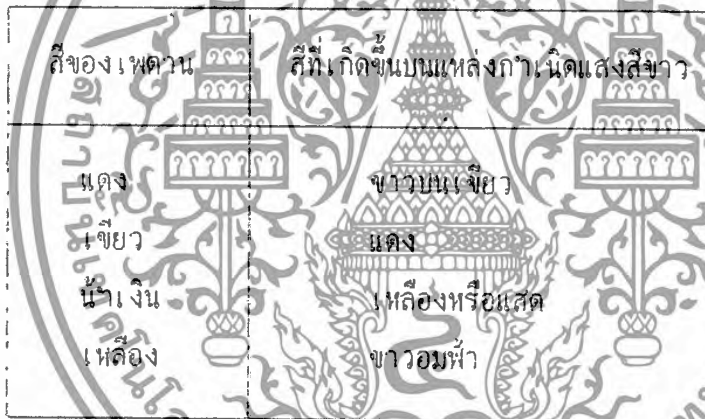 สีของเพดาน สีที่เกิดขึ้นบนแหล่งกำเนิดแสงสีขาว
แดง ขาวปนเขียว
เขียว แดง
น้ำเงิน เหลืองหรือแสด
เหลือง ขาวอมฟ้า